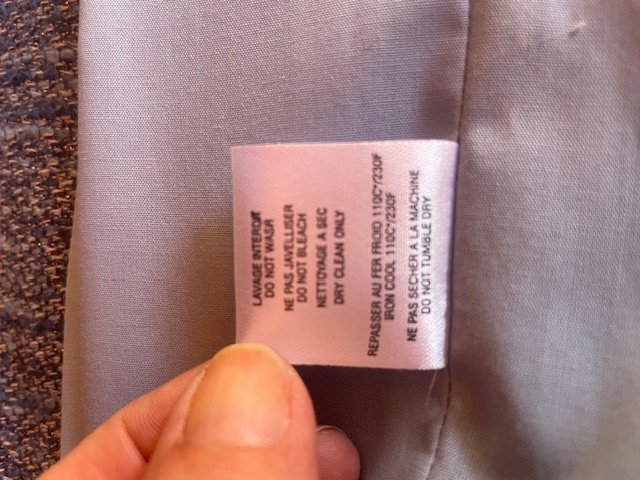 LAVAGE INTERDIT
DO NOT WASH
NE PAS JAVELLISER
DO NOT BLEACH
NETTOYAGE A SEC
DRY CLEAN ONLY
REPASSER AU FER FROID 110C°/230F
IRON COOL 110C°/230F
NE PAS SECHER A LA MACHINE
DO NOT TUMBLE DRY